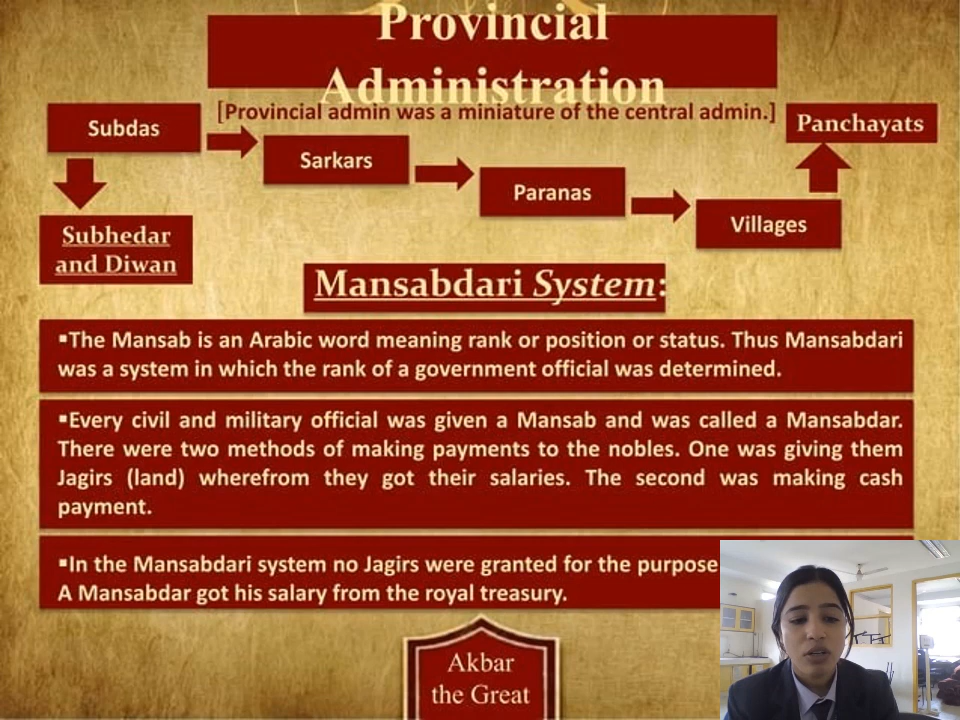 Provincial
Administration
[Provincial admin was a miniature of the central admin.]
Subdas
Sarkars
Paranas
Villages
Panchayats
Subhedar
and Diwan
Mansabdari System:
▪The Mansab is an Arabic word meaning rank or position or status. Thus Mansabdari
was a system in which the rank of a government official was determined.
▪Every civil and military official was given a Mansab and was called a Mansabdar.
There were two methods of making payments to the nobles. One was giving them
Jagirs (land) wherefrom they got their salaries. The second was making cash
payment.
▪In the Mansabdari system no Jagirs were granted for the purpose
A Mansabdar got his salary from the royal treasury.
Akbar
the Great